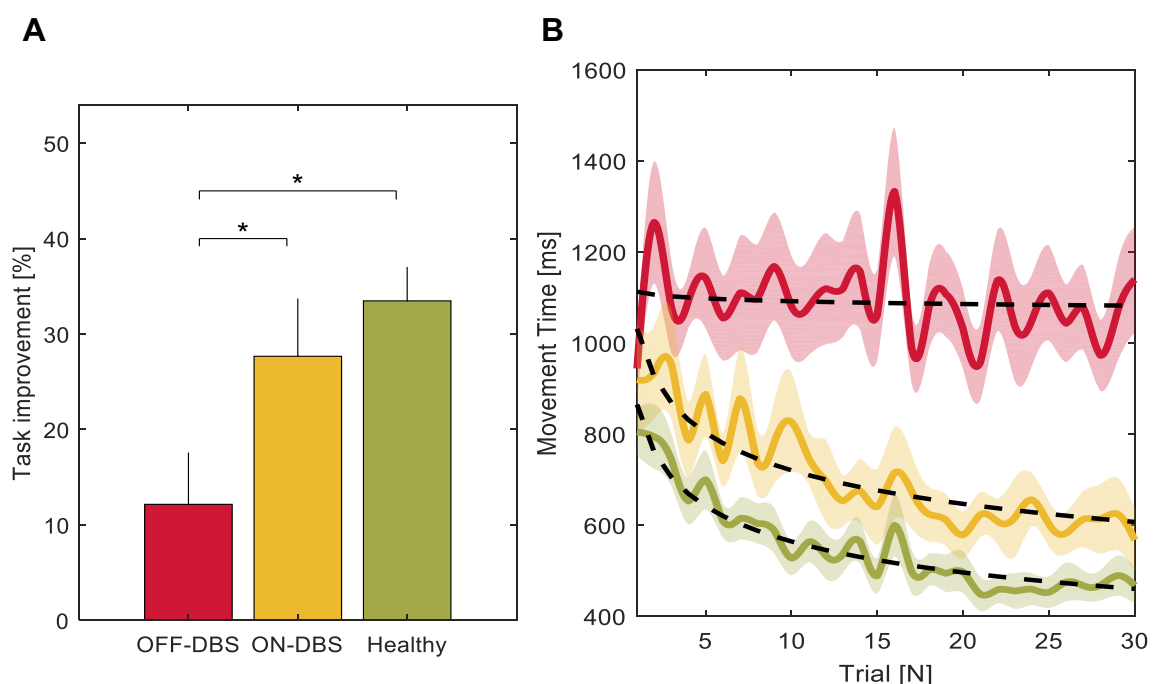 A
Task improvement [%]
50
40
30
20
10
0
*
*
OFF-DBS ON-DBS Healthy
B
Movement Time [ms]
1600
1400
1200
1000
800
600
400
5 10 15 20 25 30
Trial [N]